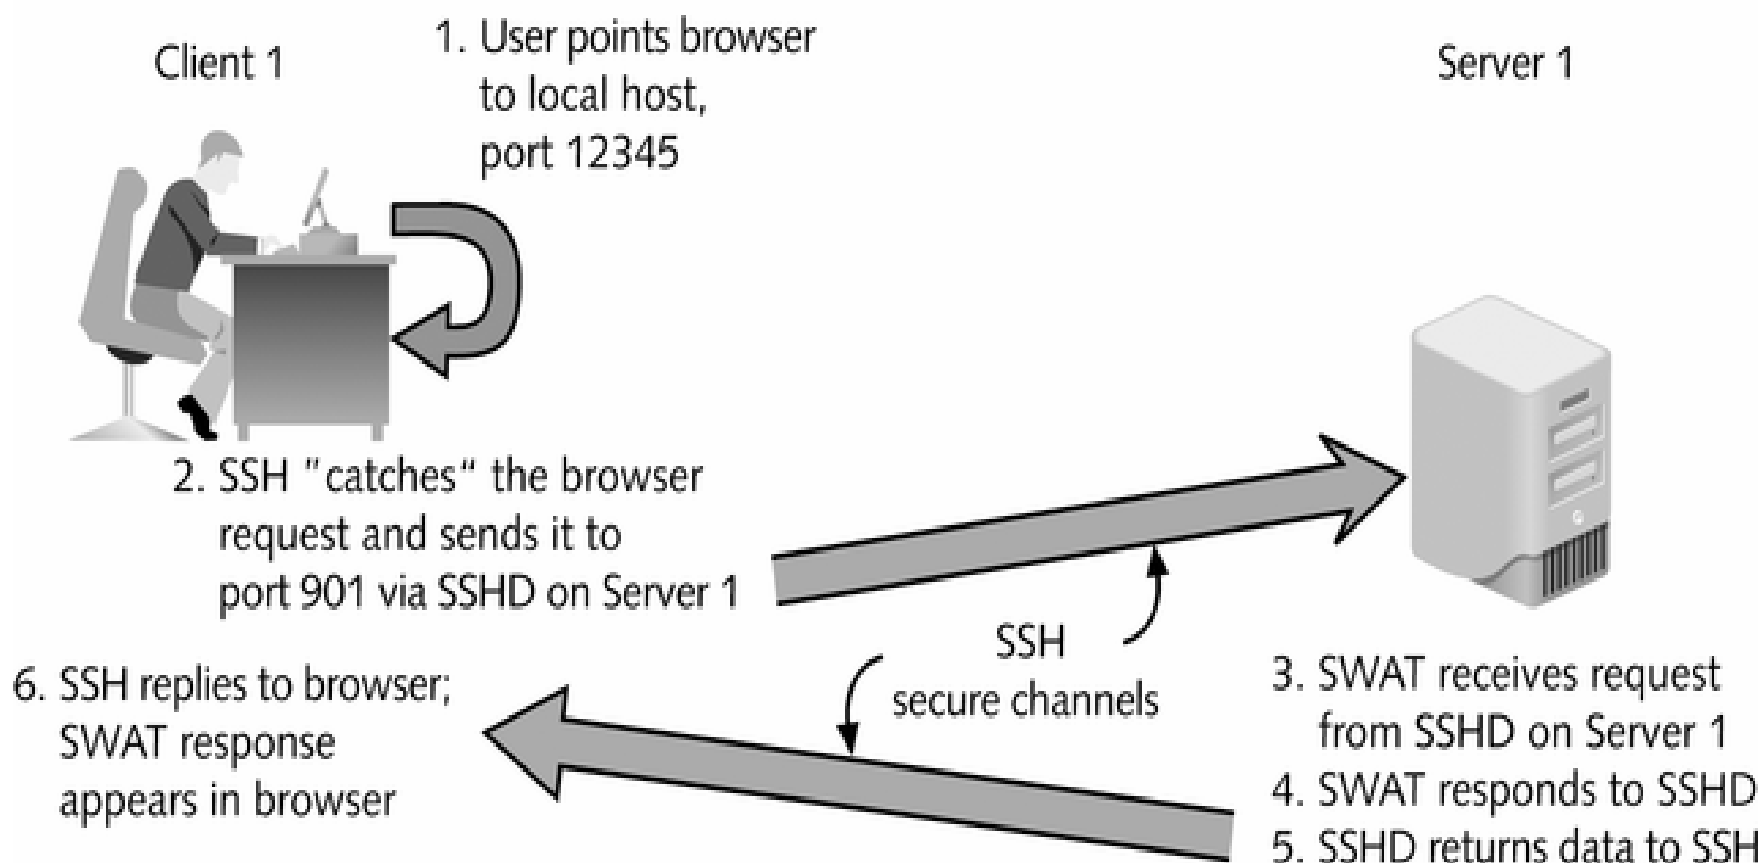 Client 1
1. User points browser
to local host,
port 12345
Server 1
2. SSH "catches“ the browser
request and sends it to
port 901 via SSHD on Server 1
SSH
secure channels
3. SWAT receives request
from SSHD on Server 1
4. SWAT responds to SSHD
5. SSHD returns data to SSH
6. SSH replies to browser;
SWAT response
appears in browser